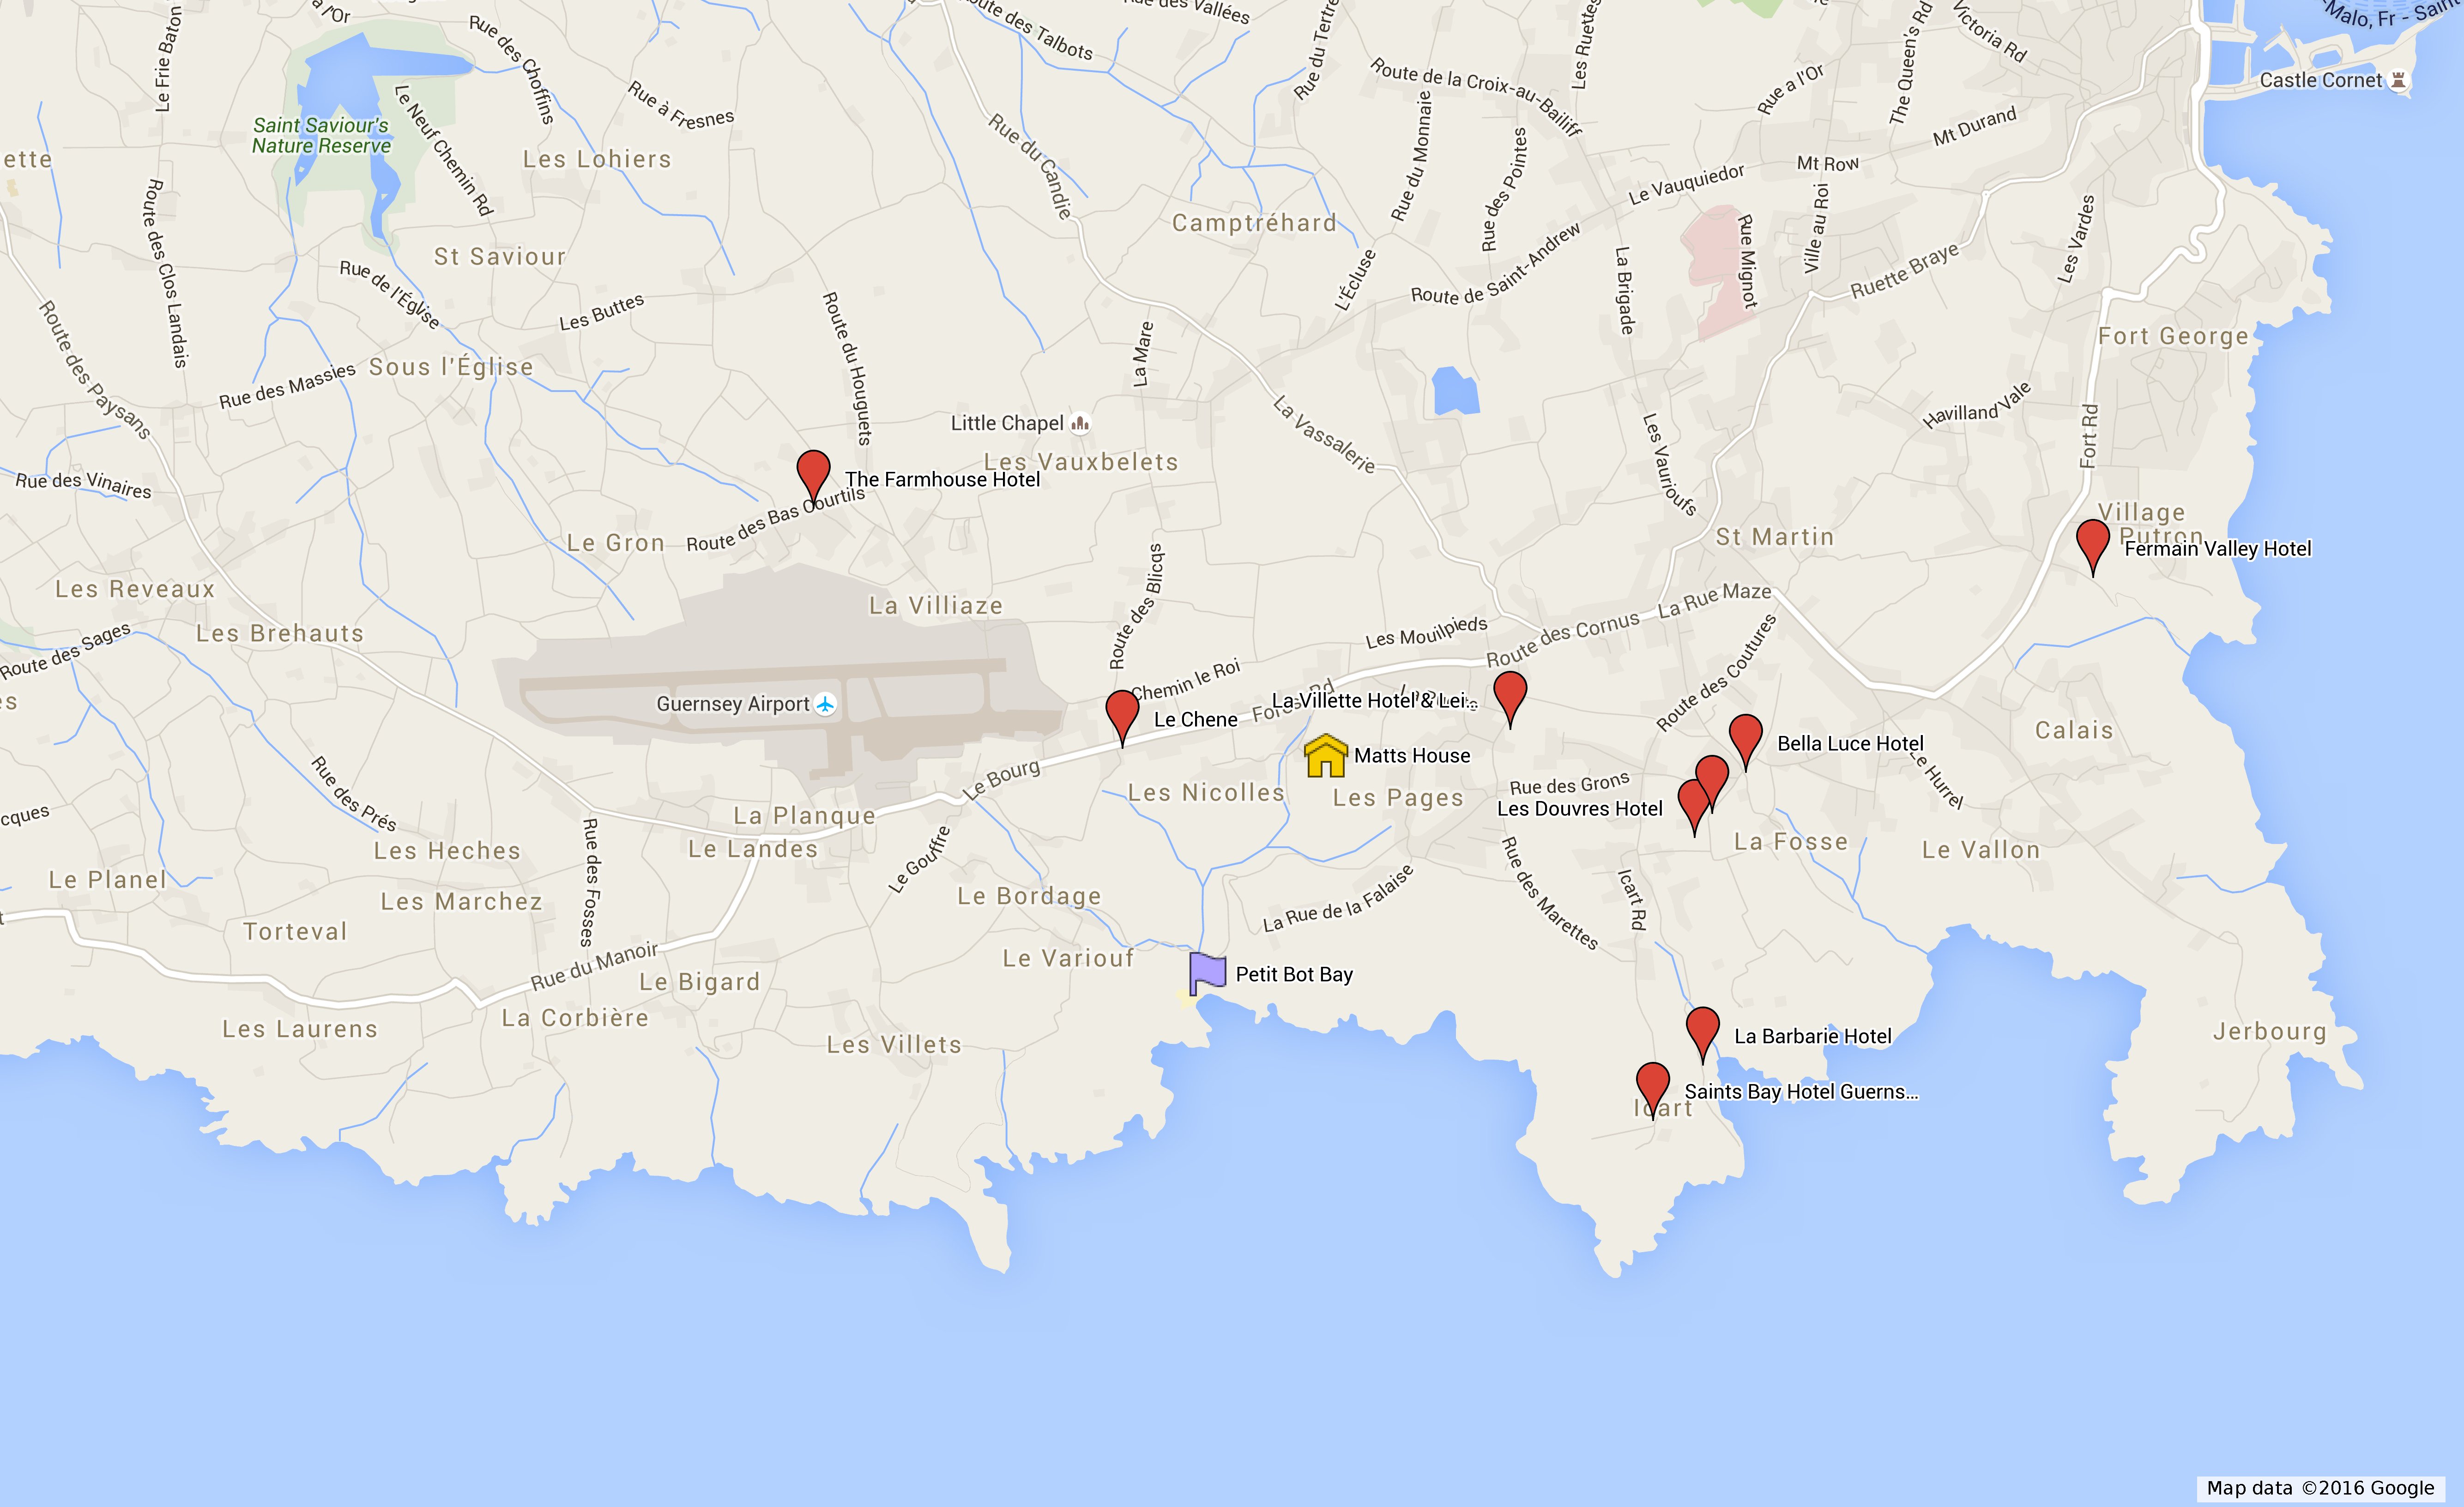 Rue des Vallées
Route des Talbots
-Malo, Fr - Saint
Le Frie Baton
Rue des Choffins
Rue du Tertre
Les Ruettes
The Queen's Rd
Victoria Rd
Castle Cornet
Rue à Fresnes
Route de la Croix-au-Bailiff
Rue a l'Or
Saint Saviour's
Nature Reserve
Le Neuf Chemin Rd
Les Lohiers
Rue du Candie
Rue du Monnaie
Rue des Pointes
Mt Durand
Mt Row
Le Vauquiedor
ette
Route des Clos Landais
Camptréhard
Ville au Roi
Rue Mignot
Les Vardes
St Saviour
Rue de l'Église
Les Buttes
L'Écluse
Route de Saint-Andrew
La Brigade
Ruette Braye
Route des Paysans
Route du Houguets
La Mare
Fort George
Sous l'Église
Rue des Massies
Little Chapel
La Vassalerie
Les Vaurioufs
Havilland Vale
Fort Rd
Les Vauxbelets
Rue des Vinaires
The Farmhouse Hotel
Route des Bas Courtils
Le Gron
Village
Putron
St Martin
Fermain Valley Hotel
Les Reveaux
La Villiaze
Route des Blicqs
La Rue Maze
Les Brehauts
Route des Sages
Les Mouilpieds
Route des Cornus
Route des Coutures
Chemin le Roi
Guernsey Airport
Forest Rd
La Villette Hotel & Lei...
Le Chene
Calais
Bella Luce Hotel
Matts House
Le Bourg
Les Nicolles
Les Pages
Rue des Grons
Les Douvres Hotel
Le Hurrel
Rue des Prés
cques
La Planque
Le Landes
Le Gouffre
La Fosse
Le Vallon
Les Heches
Rue des Fosses
Le Planel
Les Marchez
Le Bordage
La Rue de la Falaise
Rue des Marettes
Icart Rd
Torteval
Rue du Manoir
Le Variouf
Petit Bot Bay
Le Bigard
La Corbière
Les Laurens
Les Villets
La Barbarie Hotel
Jerbourg
Saints Bay Hotel Guerns...
Icart
Map data ©2016 Google